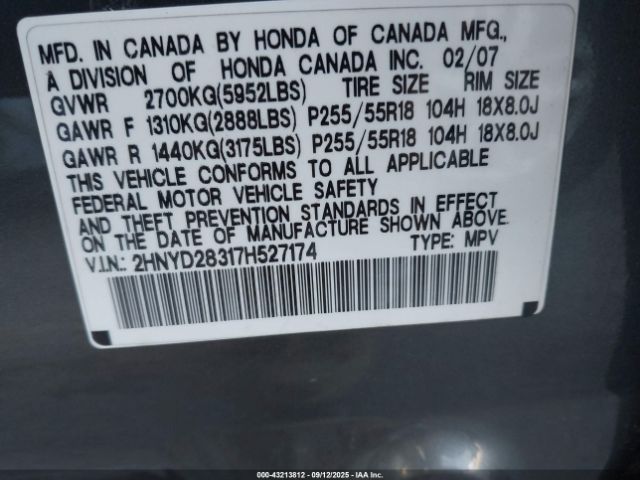 MFD. IN CANADA BY HONDA OF CANADA MFG.,
A DIVISION OF HONDA CANADA INC. 02/07
GVWR 2700KG(5952LBS) TIRE SIZE RIM SIZE
GAWR F 1310KG(2888LBS) P255/55R18 104H 18X8.0J
GAWR R 1440KG(3175LBS) P255/55R18 104H 18X8.0J
THIS VEHICLE CONFORMS TO ALL APPLICABLE
FEDERAL MOTOR VEHICLE SAFETY
AND THEFT PREVENTION STANDARDS IN EFFECT
ON THE DATE OF MANUFACTURE SHOWN ABOVE.
V.I.N.: 2HNYD28317H527174 TYPE: MPV
000-43213812 - 09/12/2025 - IAA Inc.